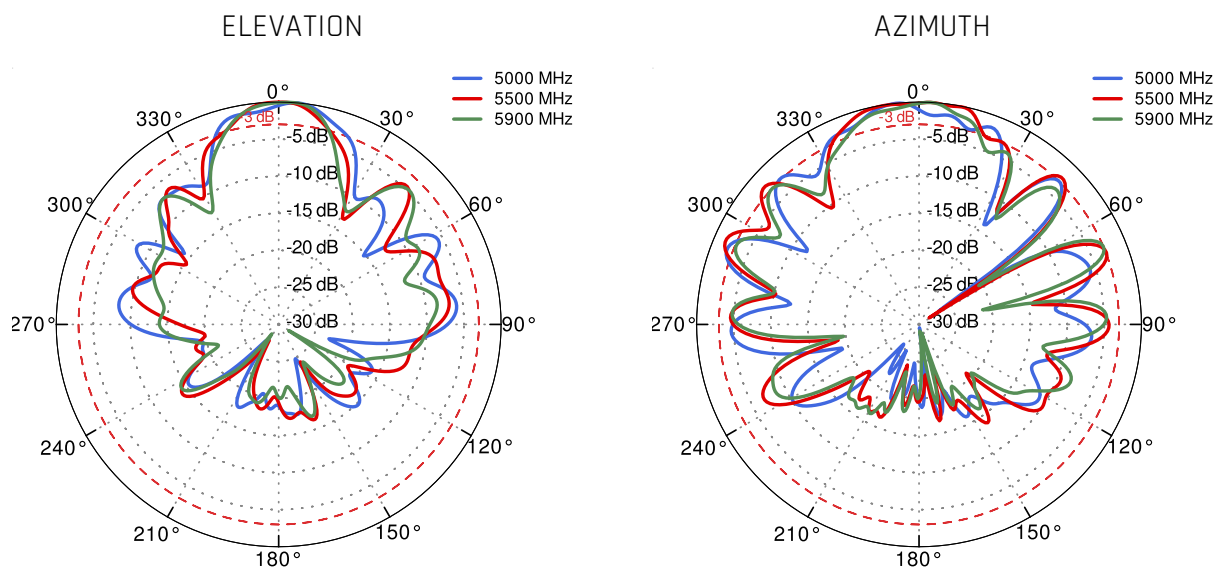 ELEVATION
5000 MHz
5500 MHz
5900 MHz
0°
3 dB
330°
30°
-5 dB
-10 dB
300°
60°
-15 dB
-20 dB
-25 dB
270°
-30 dB
90°
240°
120°
210°
150°
180°
AZIMUTH
5000 MHz
5500 MHz
5900 MHz
0°
-3 dB
330°
30°
-5 dB
-10 dB
300°
60°
-15 dB
-20 dB
-25 dB
270°
-30 dB
90°
240°
120°
210°
150°
180°